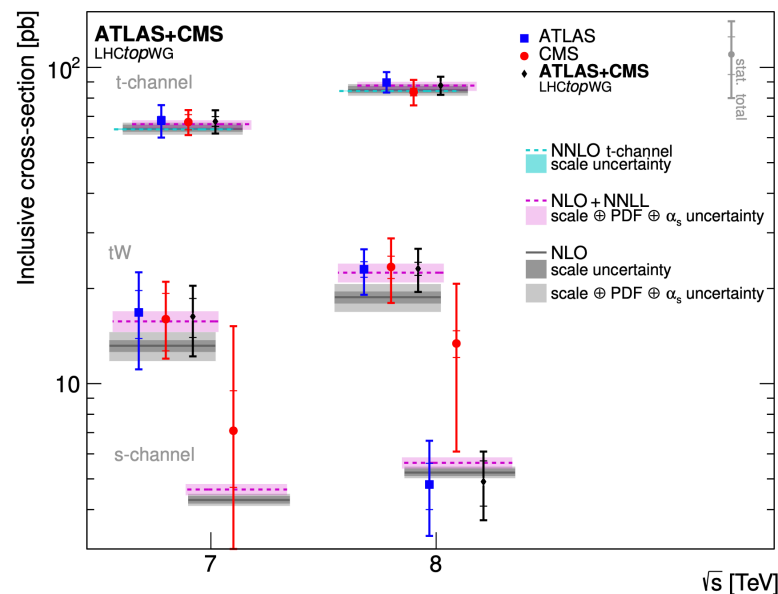 ATLAS+CMS
LHCtopWG
t-channel
tW
s-channel
ATLAS
CMS
ATLAS+CMS
LHCtopWG
stat. total
NNLO t-channel
scale uncertainty
NLO + NNLL
scale ⊕ PDF ⊕ αs uncertainty
NLO
scale uncertainty
scale ⊕ PDF ⊕ αs uncertainty
Inclusive cross-section [pb]
10²
10
7 8
√s [TeV]